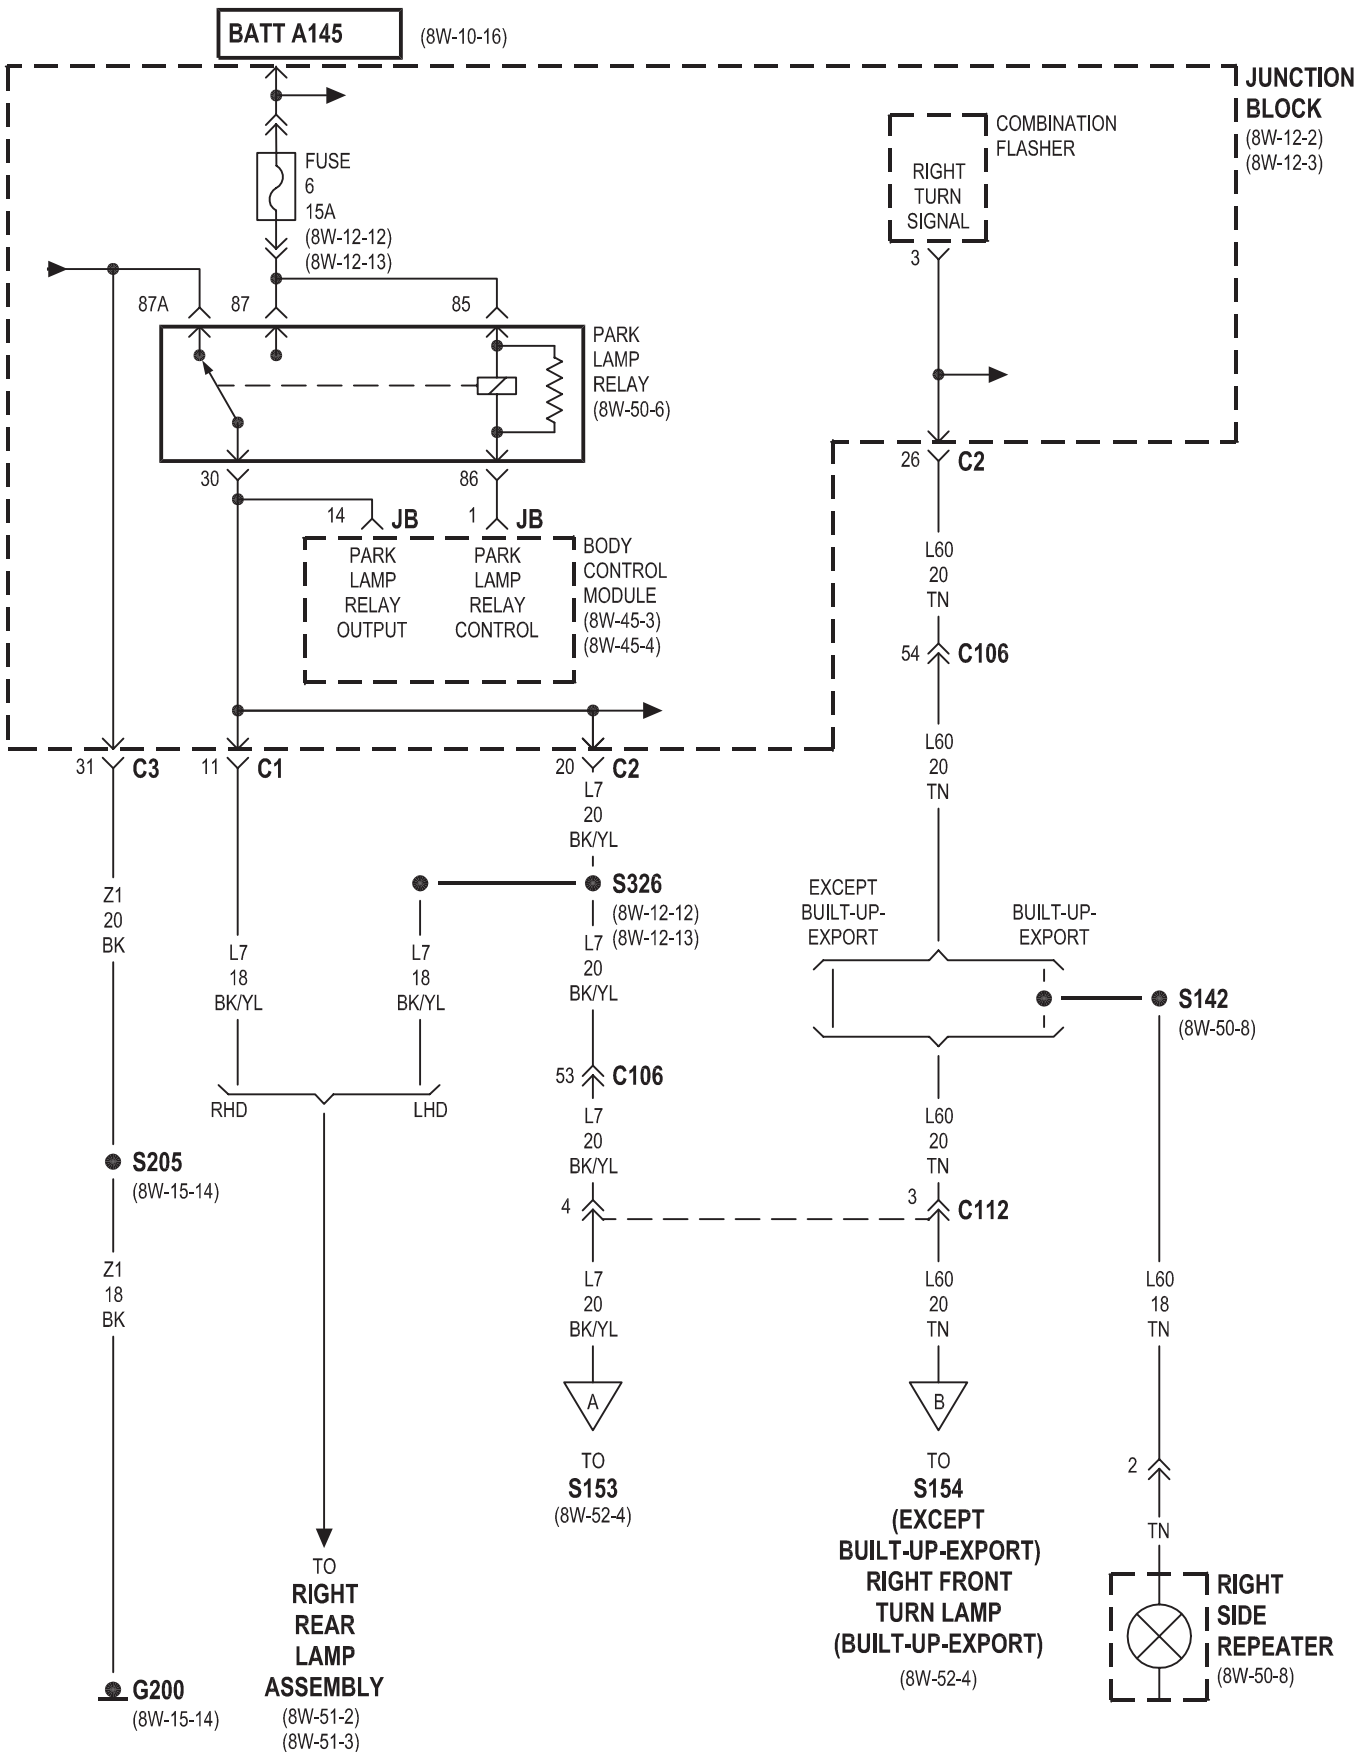 BATT A145
(8W-10-16)
JUNCTION
BLOCK
(8W-12-2)
(8W-12-3)
COMBINATION
FLASHER
RIGHT
TURN
SIGNAL
3
FUSE
6
15A
(8W-12-12)
(8W-12-13)
87A
87
85
PARK
LAMP
RELAY
(8W-50-6)
30
86
26
C2
14
JB
1
JB
PARK
LAMP
RELAY
OUTPUT
PARK
LAMP
RELAY
CONTROL
BODY
CONTROL
MODULE
(8W-45-3)
(8W-45-4)
L60
20
TN
54
C106
L60
20
TN
31
C3
11
C1
20
C2
L7
20
BK/YL
S326
(8W-12-12)
(8W-12-13)
Z1
20
BK
L7
18
BK/YL
L7
18
BK/YL
L7
20
BK/YL
EXCEPT
BUILT-UP-
EXPORT
BUILT-UP-
EXPORT
S142
(8W-50-8)
53
C106
RHD
LHD
L7
20
BK/YL
L60
20
TN
S205
(8W-15-14)
4
3
C112
Z1
18
BK
L7
20
BK/YL
L60
20
TN
L60
18
TN
A
B
TO
S153
(8W-52-4)
TO
S154
(EXCEPT
BUILT-UP-EXPORT)
RIGHT FRONT
TURN LAMP
(BUILT-UP-EXPORT)
(8W-52-4)
2
TN
RIGHT
SIDE
REPEATER
(8W-50-8)
TO
RIGHT
REAR
LAMP
ASSEMBLY
(8W-51-2)
(8W-51-3)
G200
(8W-15-14)